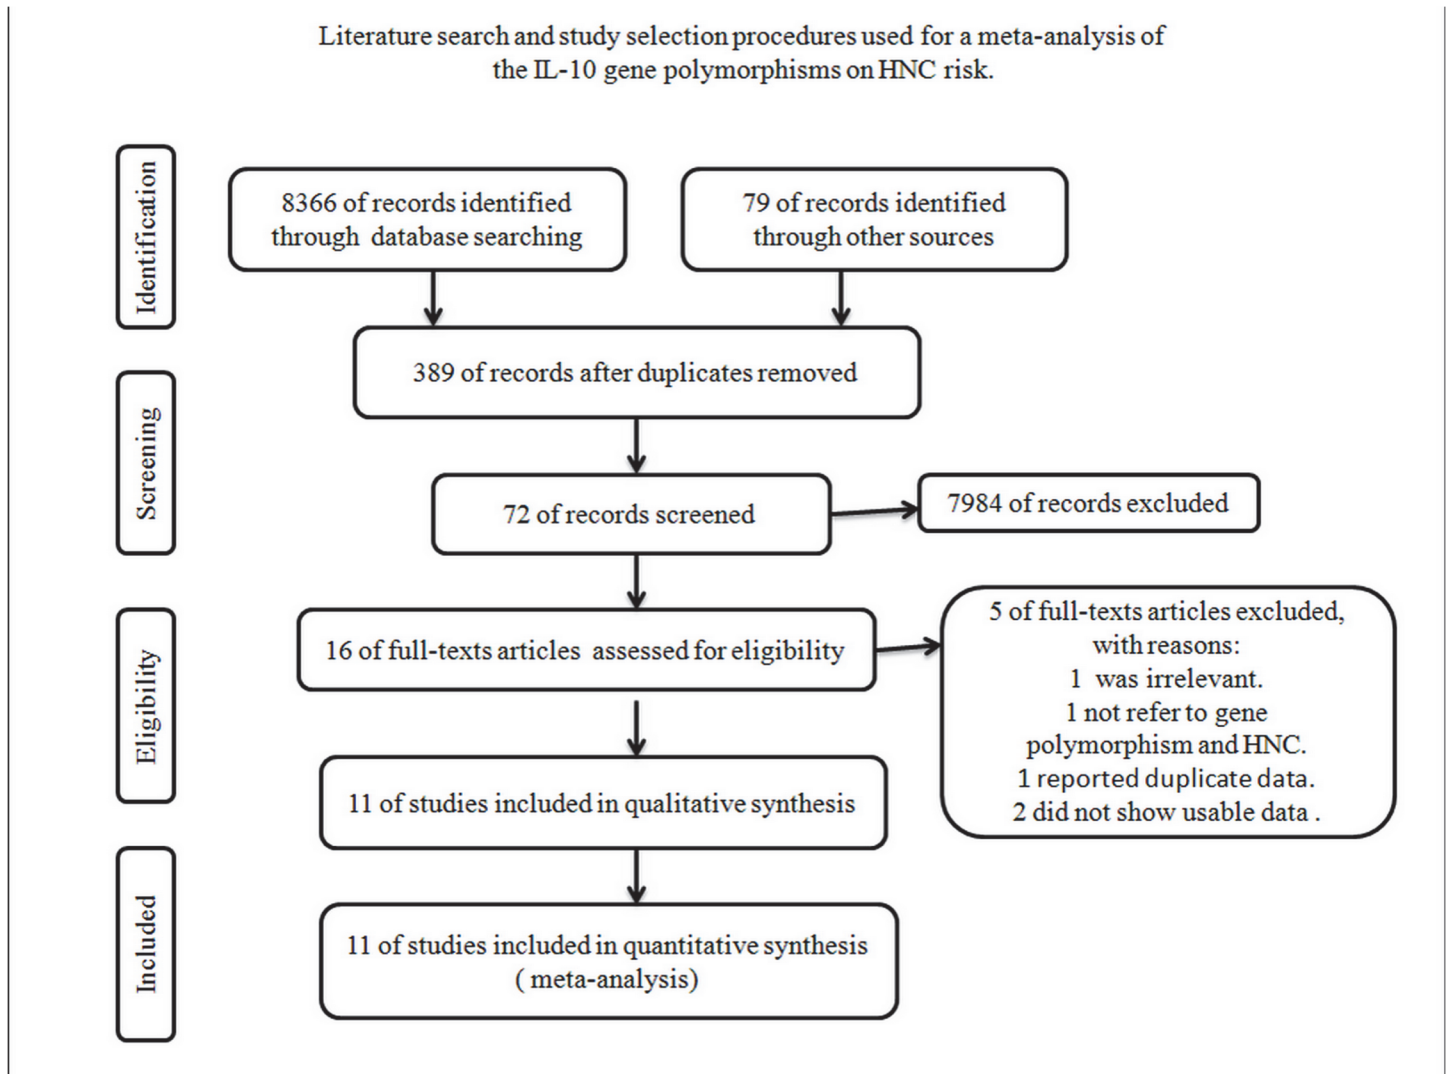 Literature search and study selection procedures used for a meta-analysis of
the IL-10 gene polymorphisms on HNC risk.
Identification
8366 of records identified
through database searching
79 of records identified
through other sources
389 of records after duplicates removed
Screening
72 of records screened
7984 of records excluded
Eligibility
16 of full-texts articles assessed for eligibility
5 of full-texts articles excluded,
with reasons:
1 was irrelevant.
1 not refer to gene
polymorphism and HNC.
1 reported duplicate data.
2 did not show usable data .
11 of studies included in qualitative synthesis
Included
11 of studies included in quantitative synthesis
( meta-analysis)